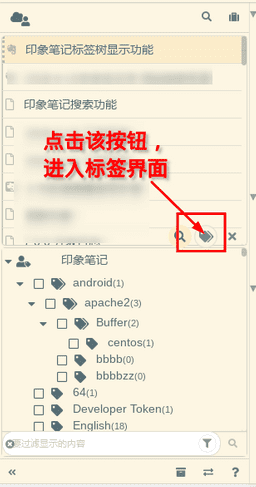 印象笔记标签树显示功能
印象笔记搜索功能
点击该按钮，
进入标签界面
印象笔记
android(1)
apache2(3)
Buffer(2)
centos(1)
bbbb(0)
bbbbzz(0)
64(1)
Developer Token(1)
English(18)
要过滤显示的内容